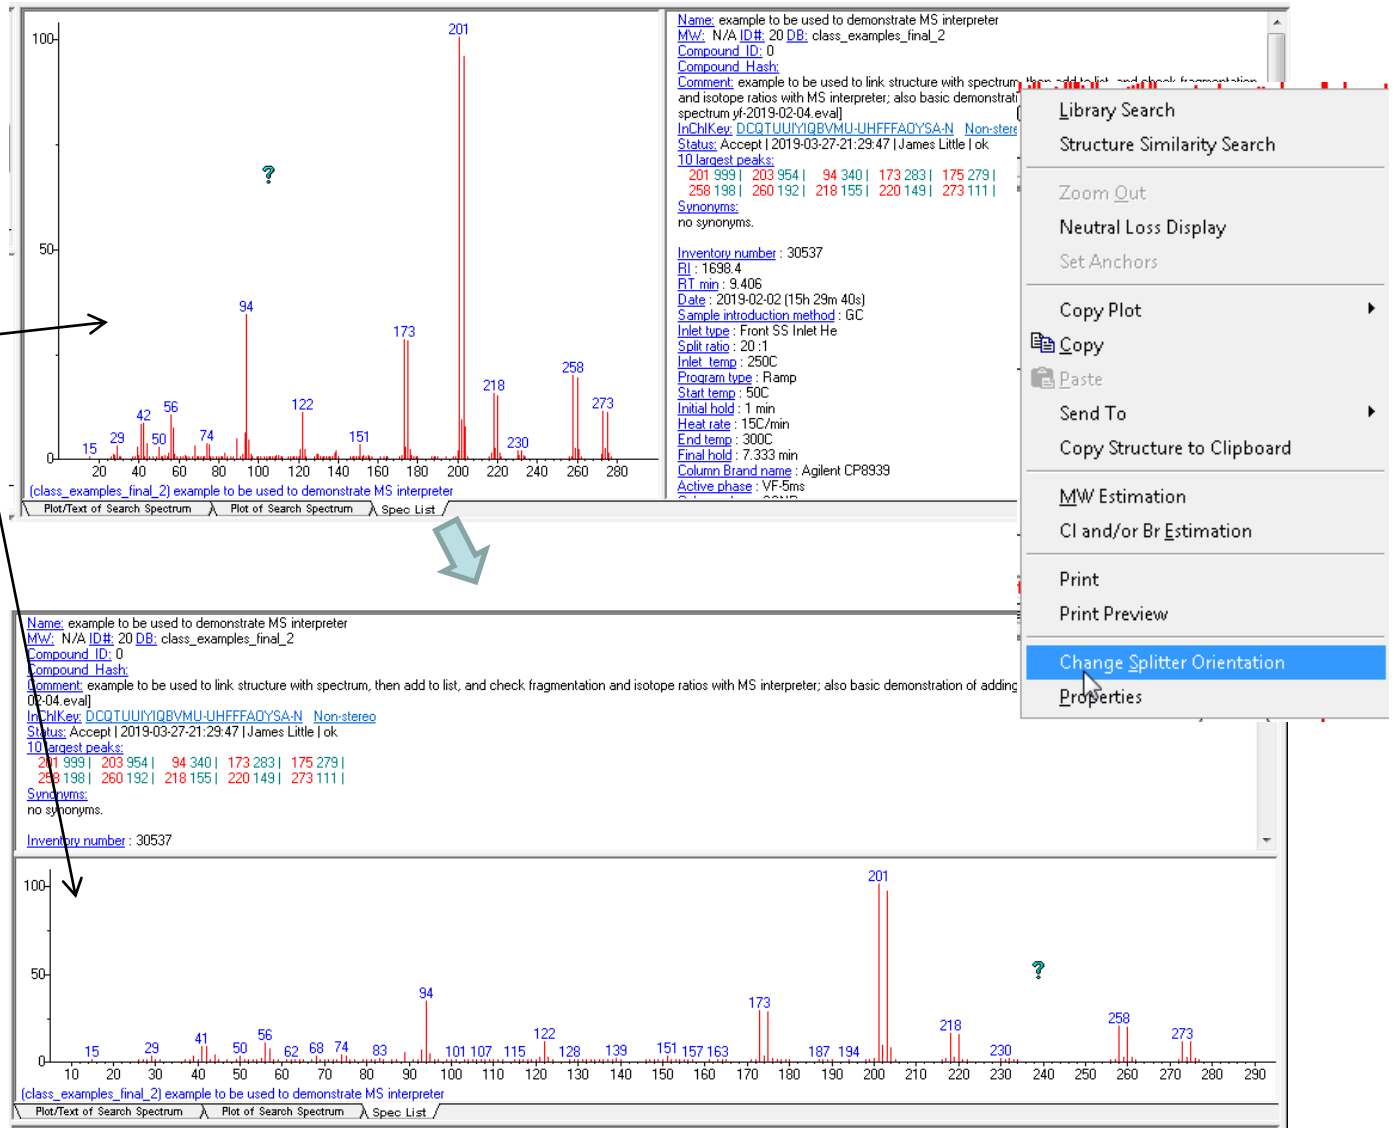 100
50
0
201
94
173
258
218
273
56
42
122
29
50
74
151
230
15
20 40 60 80 100 120 140 160 180 200 220 240 260 280
(class_examples_final_2) example to be used to demonstrate MS interpreter
Plot/Text of Search Spectrum Plot of Search Spectrum Spec List
Name: example to be used to demonstrate MS interpreter
MW: N/A ID#: 20 DB: class_examples_final_2
Compound ID: 0
Compound Hash:
Comment: example to be used to link structure with spectrum, then add to list, and check fragmentation
and isotope ratios with MS interpreter; also basic demonstrati
spectrum yf-2019-02-04.eval]
InChIKey: DCQTUUIYIQBVMU-UHFFFAOYSA-N Non-stere
Status: Accept | 2019-03-27-21:29:47 | James Little | ok
10 largest peaks:
201 999 | 203 954 | 94 340 | 173 283 | 175 279 |
258 198 | 260 192 | 218 155 | 220 149 | 273 111 |
Synonyms:
no synonyms.
Inventory number : 30537
RI : 1698.4
RT min : 9.406
Date : 2019-02-02 (15h 29m 40s)
Sample introduction method : GC
Inlet type : Front SS Inlet He
Split ratio : 20 :1
Inlet temp : 250C
Program type : Ramp
Start temp : 50C
Initial hold : 1 min
Heat rate : 15C/min
End temp : 300C
Final hold : 7.333 min
Column Brand name : Agilent CP8939
Active phase : VF-5ms
Library Search
Structure Similarity Search
Zoom Out
Neutral Loss Display
Set Anchors
Copy Plot
Copy
Paste
Send To
Copy Structure to Clipboard
MW Estimation
Cl and/or Br Estimation
Print
Print Preview
Change Splitter Orientation
Properties
Name: example to be used to demonstrate MS interpreter
MW: N/A ID#: 20 DB: class_examples_final_2
Compound ID: 0
Compound Hash:
Comment: example to be used to link structure with spectrum, then add to list, and check fragmentation and isotope ratios with MS interpreter; also basic demonstration of adding
02-04.eval]
InChIKey: DCQTUUIYIQBVMU-UHFFFAOYSA-N Non-stereo
Status: Accept | 2019-03-27-21:29:47 | James Little | ok
10 largest peaks:
201 999 | 203 954 | 94 340 | 173 283 | 175 279 |
258 198 | 260 192 | 218 155 | 220 149 | 273 111 |
Synonyms:
no synonyms.
Inventory number : 30537
100
50
0
201
94
173
258
218
273
122
56
41
15 29 50 62 68 74 83 101 107 115 128 139 151 157 163 187 194 230
10 20 30 40 50 60 70 80 90 100 110 120 130 140 150 160 170 180 190 200 210 220 230 240 250 260 270 280 290
(class_examples_final_2) example to be used to demonstrate MS interpreter
Plot/Text of Search Spectrum Plot of Search Spectrum Spec List